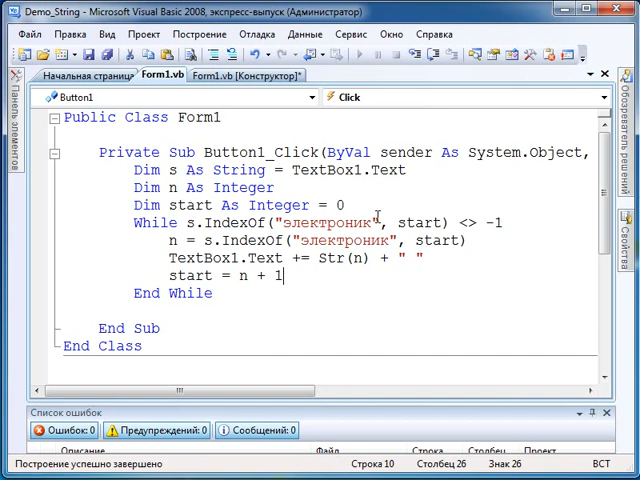 Demo_String - Microsoft Visual Basic 2008, экспресс-выпуск (Администратор)
Файл Правка Вид Проект Построение Отладка Данные Сервис Окно Справка
Начальная страница Form1.vb Form1.vb [Конструктор]*
Button1 Click
Панель элементов
Обозреватель решений
Свойства
Public Class Form1
Private Sub Button1_Click(ByVal sender As System.Object,
Dim s As String = TextBox1.Text
Dim n As Integer
Dim start As Integer = 0
While s.IndexOf("электроник", start) <> -1
n = s.IndexOf("электроник", start)
TextBox1.Text += Str(n) + " "
start = n + 1
End While
End Sub
End Class
Список ошибок
Ошибок: 0 Предупреждений: 0 Сообщений: 0
Описание Файл Строка Столбец Проект
Построение успешно завершено Строка 10 Столбец 26 Знак 26 ВСТ